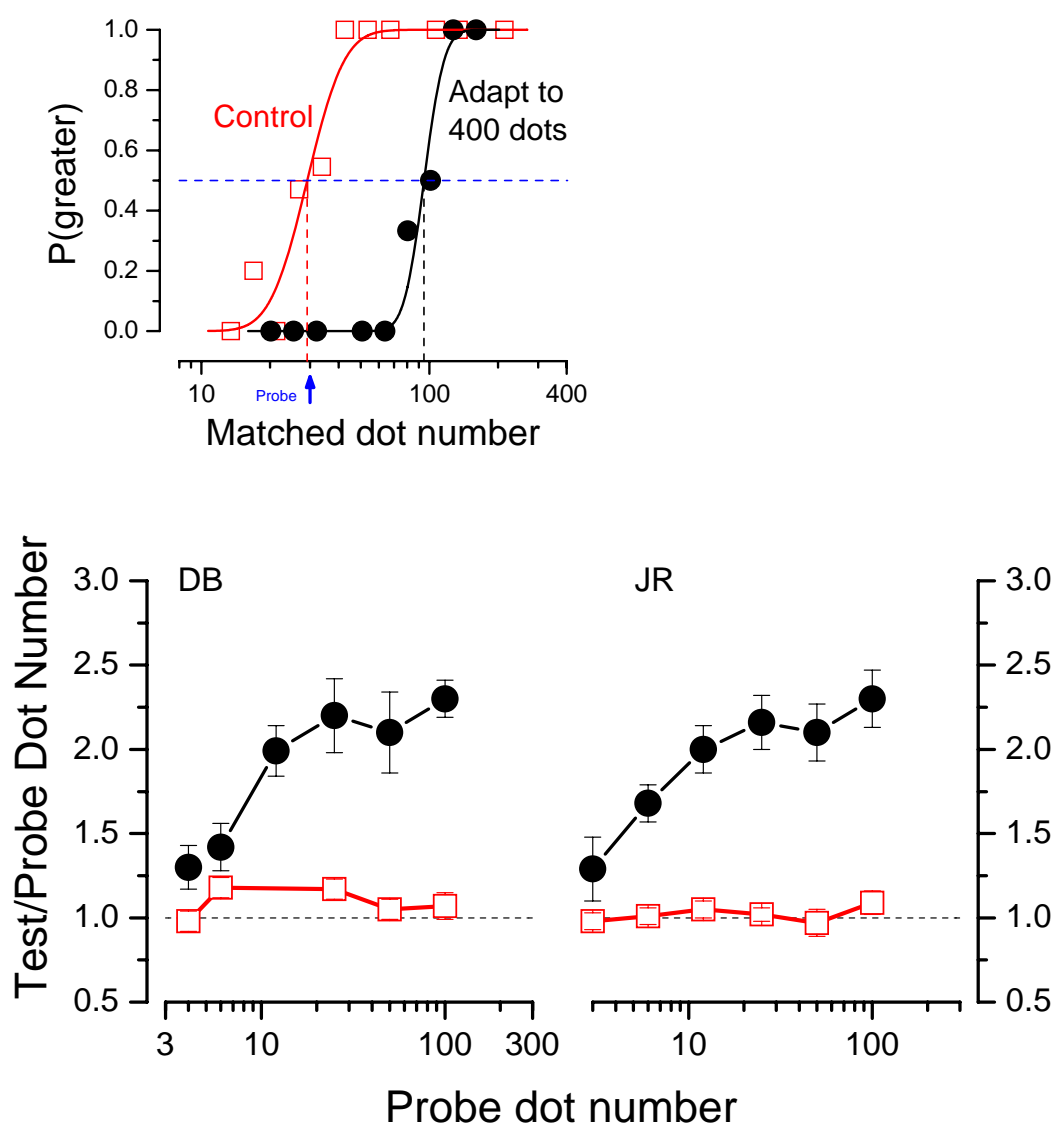 1.0
0.8
0.6
0.4
0.2
0.0
P(greater)
Control
Adapt to
400 dots
10
Probe
100
400
Matched dot number
Test/Probe Dot Number
3.0
2.5
2.0
1.5
1.0
0.5
DB
3
10
100
300
JR
10
100
3.0
2.5
2.0
1.5
1.0
0.5
Probe dot number